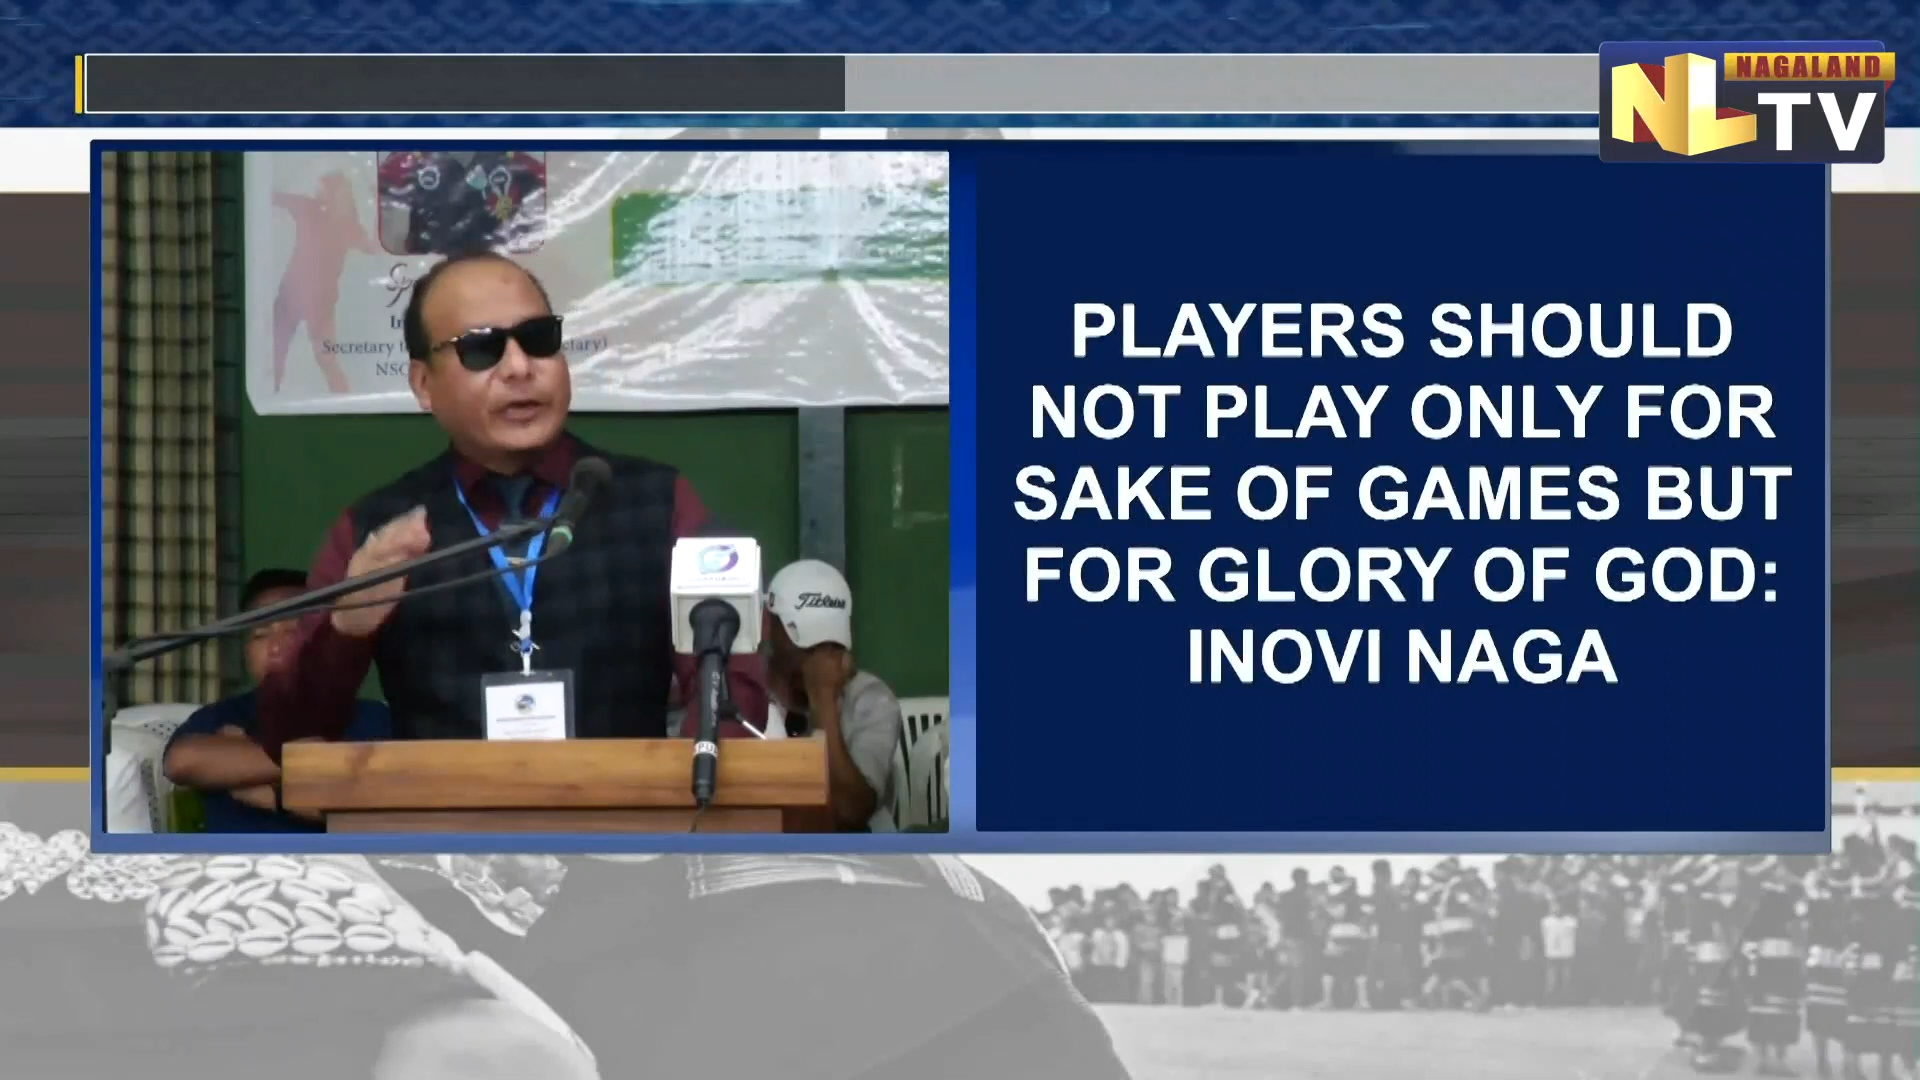 NAGALAND
NL TV
Secretary
NSC
Titleist
PLAYERS SHOULD
NOT PLAY ONLY FOR
SAKE OF GAMES BUT
FOR GLORY OF GOD:
INOVI NAGA